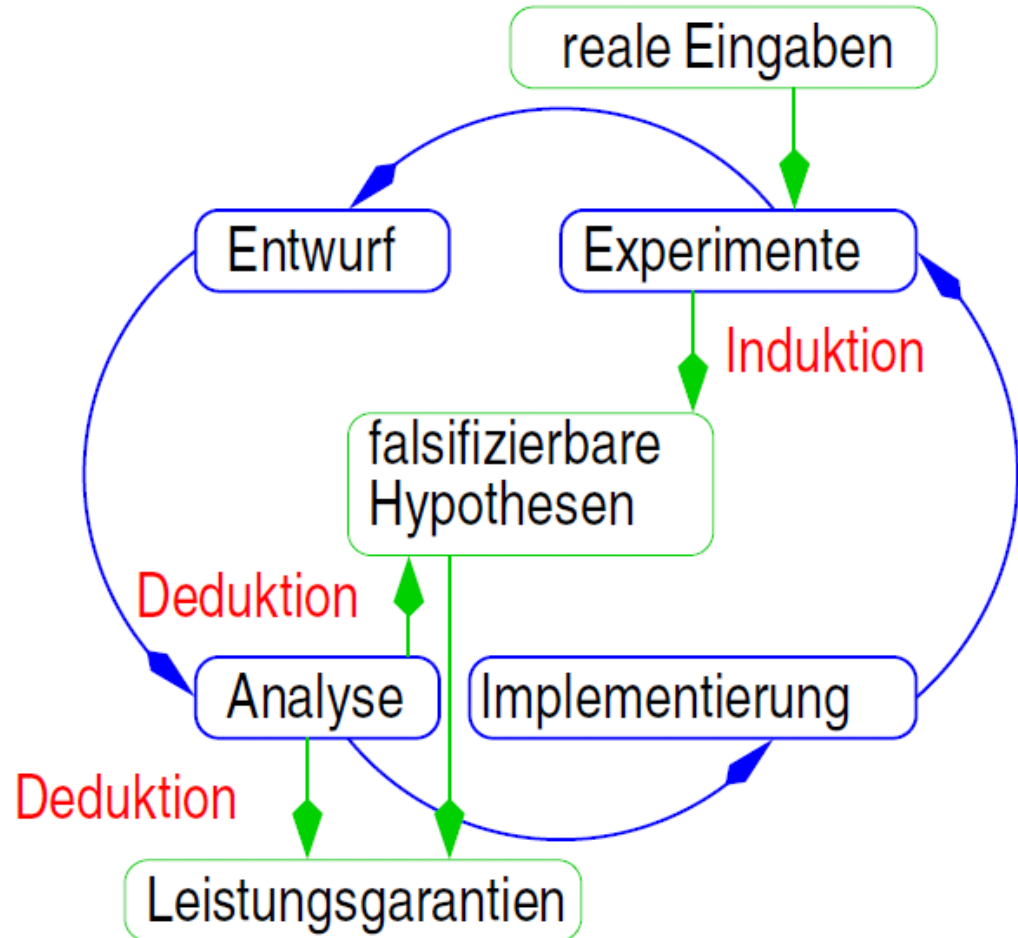 reale Eingaben
Entwurf
Experimente
Induktion
falsifizierbare
Hypothesen
Deduktion
Analyse
Implementierung
Deduktion
Leistungsgarantien